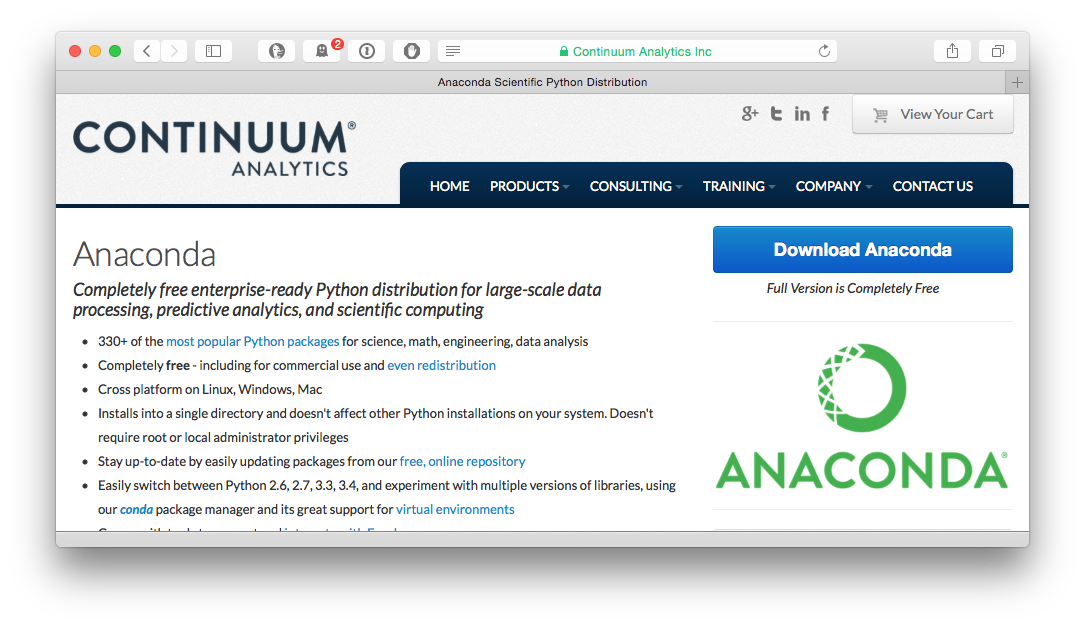 2
Continuum Analytics Inc
Anaconda Scientific Python Distribution
View Your Cart
CONTINUUM®
ANALYTICS
HOME PRODUCTS CONSULTING TRAINING COMPANY CONTACT US
Anaconda
Completely free enterprise-ready Python distribution for large-scale data
processing, predictive analytics, and scientific computing
330+ of the most popular Python packages for science, math, engineering, data analysis
Completely free - including for commercial use and even redistribution
Cross platform on Linux, Windows, Mac
Installs into a single directory and doesn't affect other Python installations on your system. Doesn't
require root or local administrator privileges
Stay up-to-date by easily updating packages from our free, online repository
Easily switch between Python 2.6, 2.7, 3.3, 3.4, and experiment with multiple versions of libraries, using
our conda package manager and its great support for virtual environments
Download Anaconda
Full Version is Completely Free
ANACONDA®